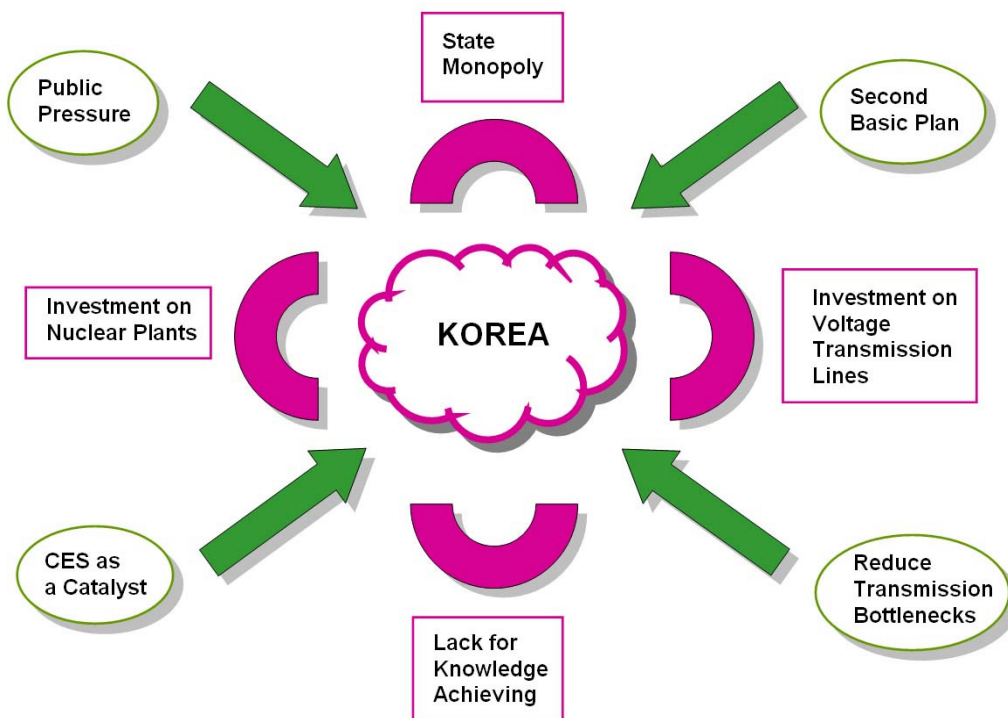 State
Monopoly
Public
Pressure
Second
Basic Plan
Investment on
Nuclear Plants
KOREA
Investment on
Voltage
Transmission
Lines
CES as
a Catalyst
Reduce
Transmission
Bottlenecks
Lack for
Knowledge
Achieving